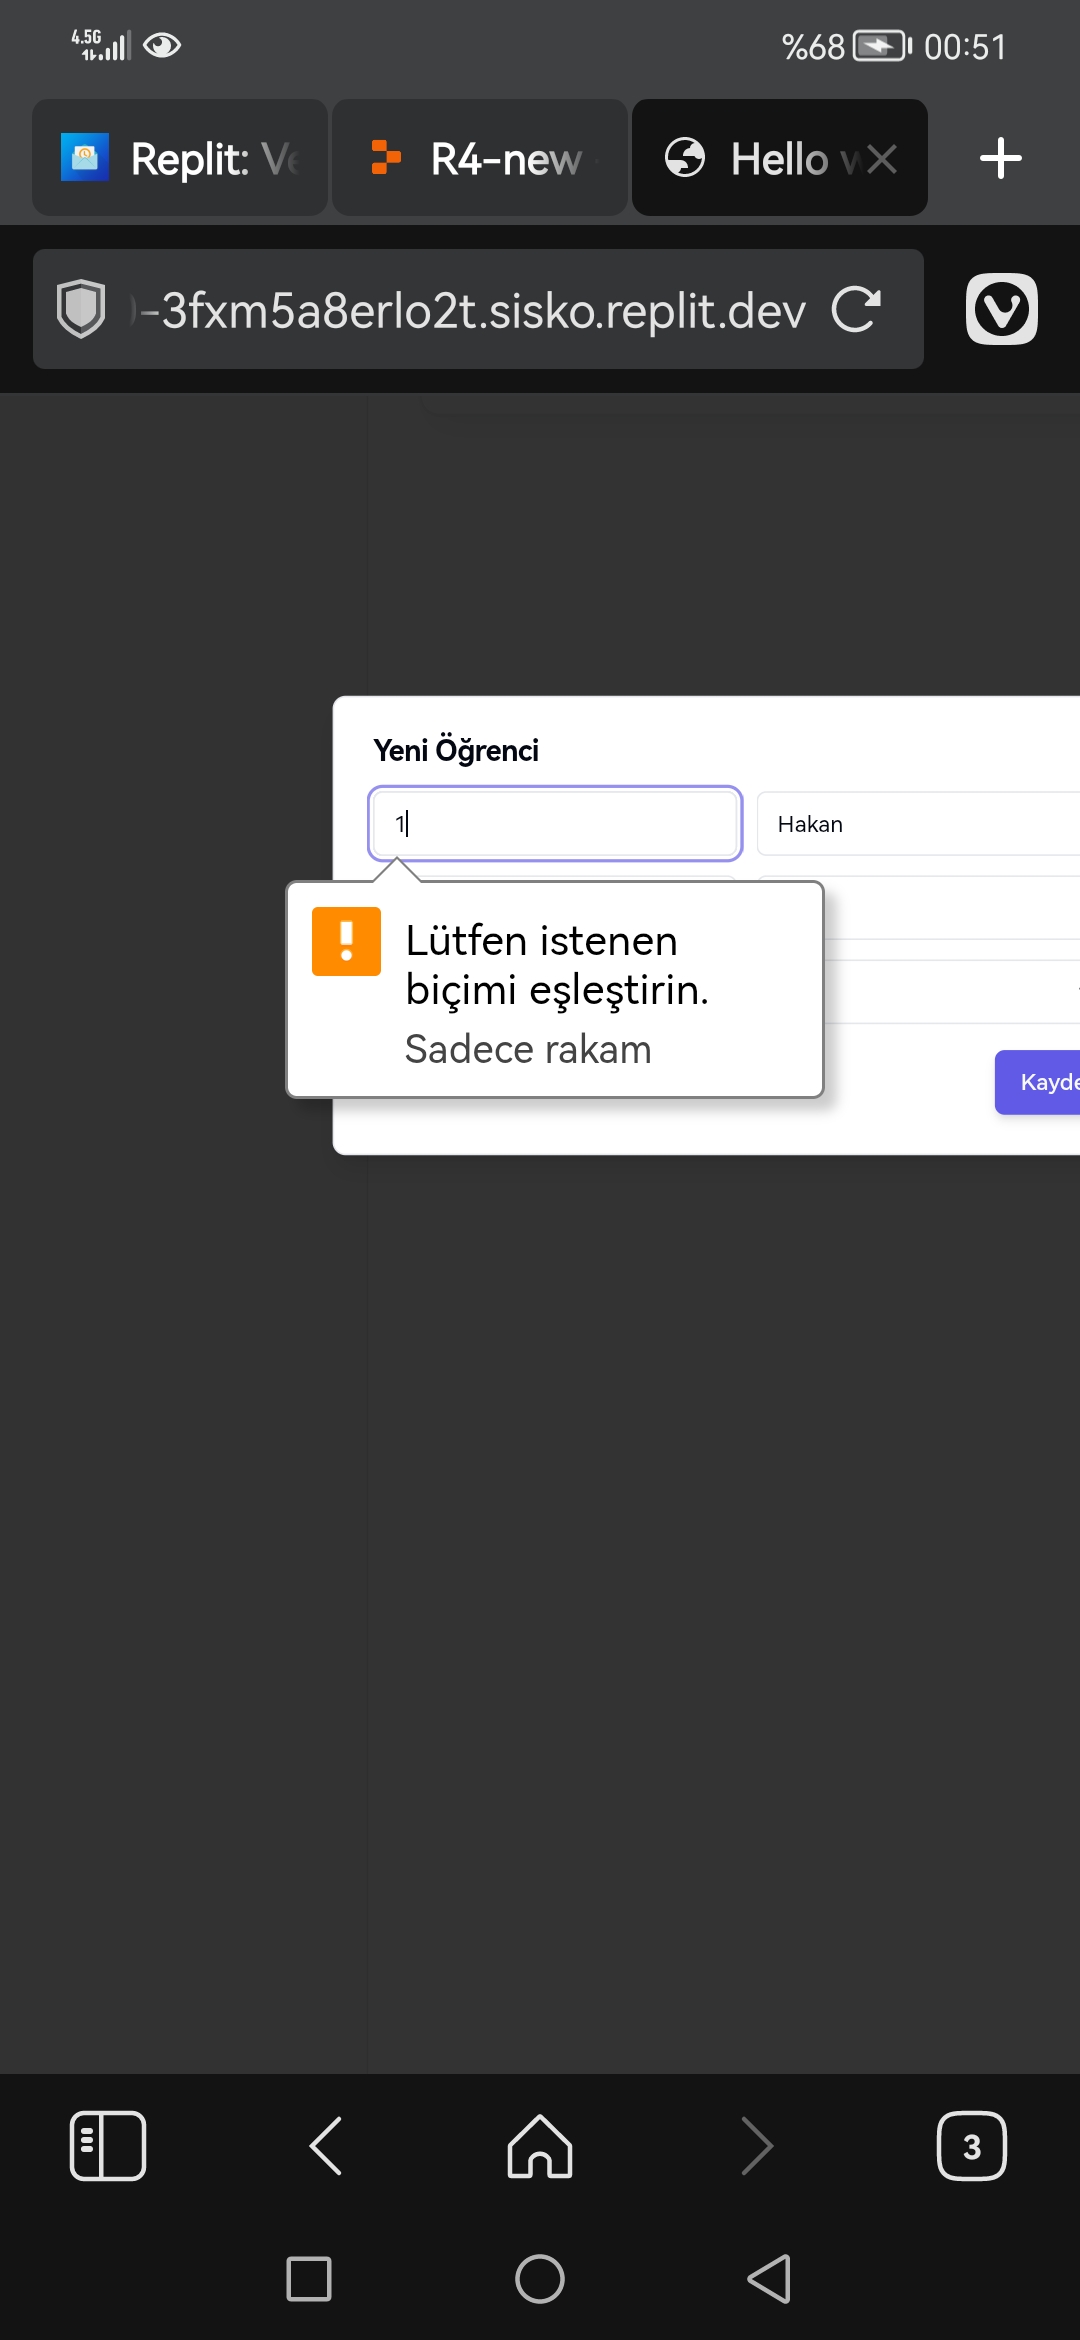 4.5G
%68 00:51
Replit: Ve
R4-new
Hello w
-3fxm5a8erlo2t.sisko.replit.dev
Yeni Öğrenci
1
Hakan
Lütfen istenen
biçimi eşleştirin.
Sadece rakam
Kayde
3